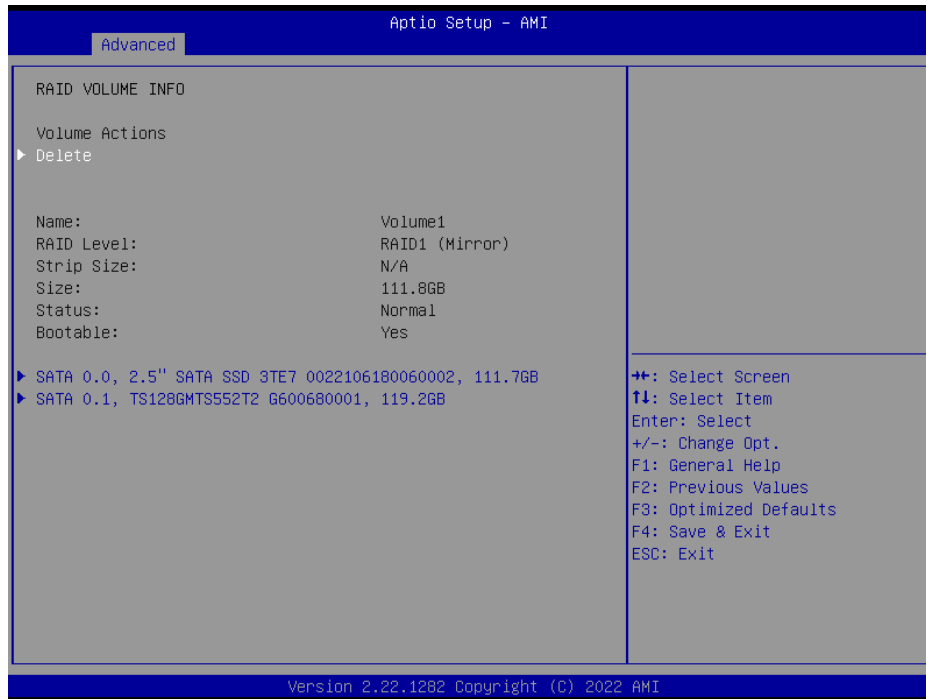 Aptio Setup – AMI
Advanced
RAID VOLUME INFO
Volume Actions
Delete
Name: Volume1
RAID Level: RAID1 (Mirror)
Strip Size: N/A
Size: 111.8GB
Status: Normal
Bootable: Yes
SATA 0.0, 2.5" SATA SSD 3TE7 0022106180060002, 111.7GB
SATA 0.1, TS128GMTS552T2 G600680001, 119.2GB
→←: Select Screen
↑↓: Select Item
Enter: Select
+/-: Change Opt.
F1: General Help
F2: Previous Values
F3: Optimized Defaults
F4: Save & Exit
ESC: Exit
Version 2.22.1282 Copyright (C) 2022 AMI